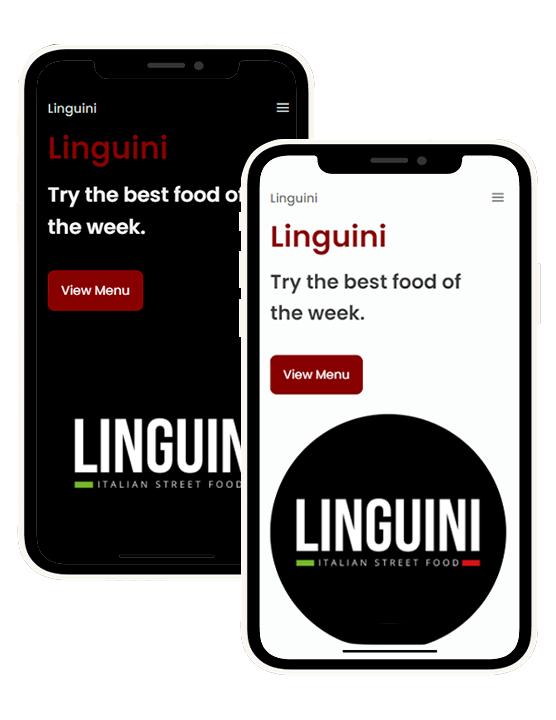 Linguini
Linguini
Try the best food of
the week.
View Menu
LINGUIN
ITALIAN STREET FOOD
Linguini
Linguini
Try the best food of
the week.
View Menu
LINGUINI
ITALIAN STREET FOOD